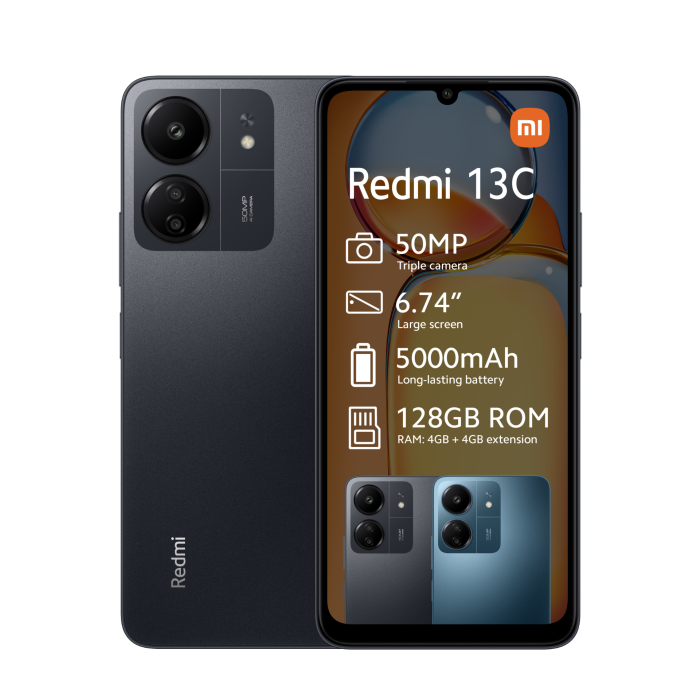 mi
Redmi 13C
50MP
Triple camera
6.74″
Large screen
5000mAh
Long-lasting battery
128GB ROM
RAM: 4GB + 4GB extension
50MP
Redmi